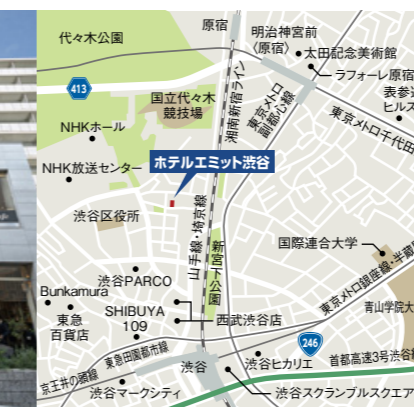 原宿
明治神宮前
〈原宿〉
代々木公園
太田記念美術館
ラフォーレ原宿
413
国立代々木
競技場
湘南新宿ライン
東京メトロ
副都心線
表参道
ヒルズ
東京メトロ千代田
NHKホール
NHK放送センター
ホテルエミット渋谷
渋谷区役所
山手線・埼京線
新宮下公園
国際連合大学
渋谷PARCO
Bunkamura
東急
百貨店
SHIBUYA
109
西武渋谷店
東京メトロ銀座線・半蔵
青山学院大
246
東急田園都市線
渋谷
渋谷ヒカリエ
首都高速3号渋谷
京王井の頭線
渋谷マークシティ
渋谷スクランブルスクエア